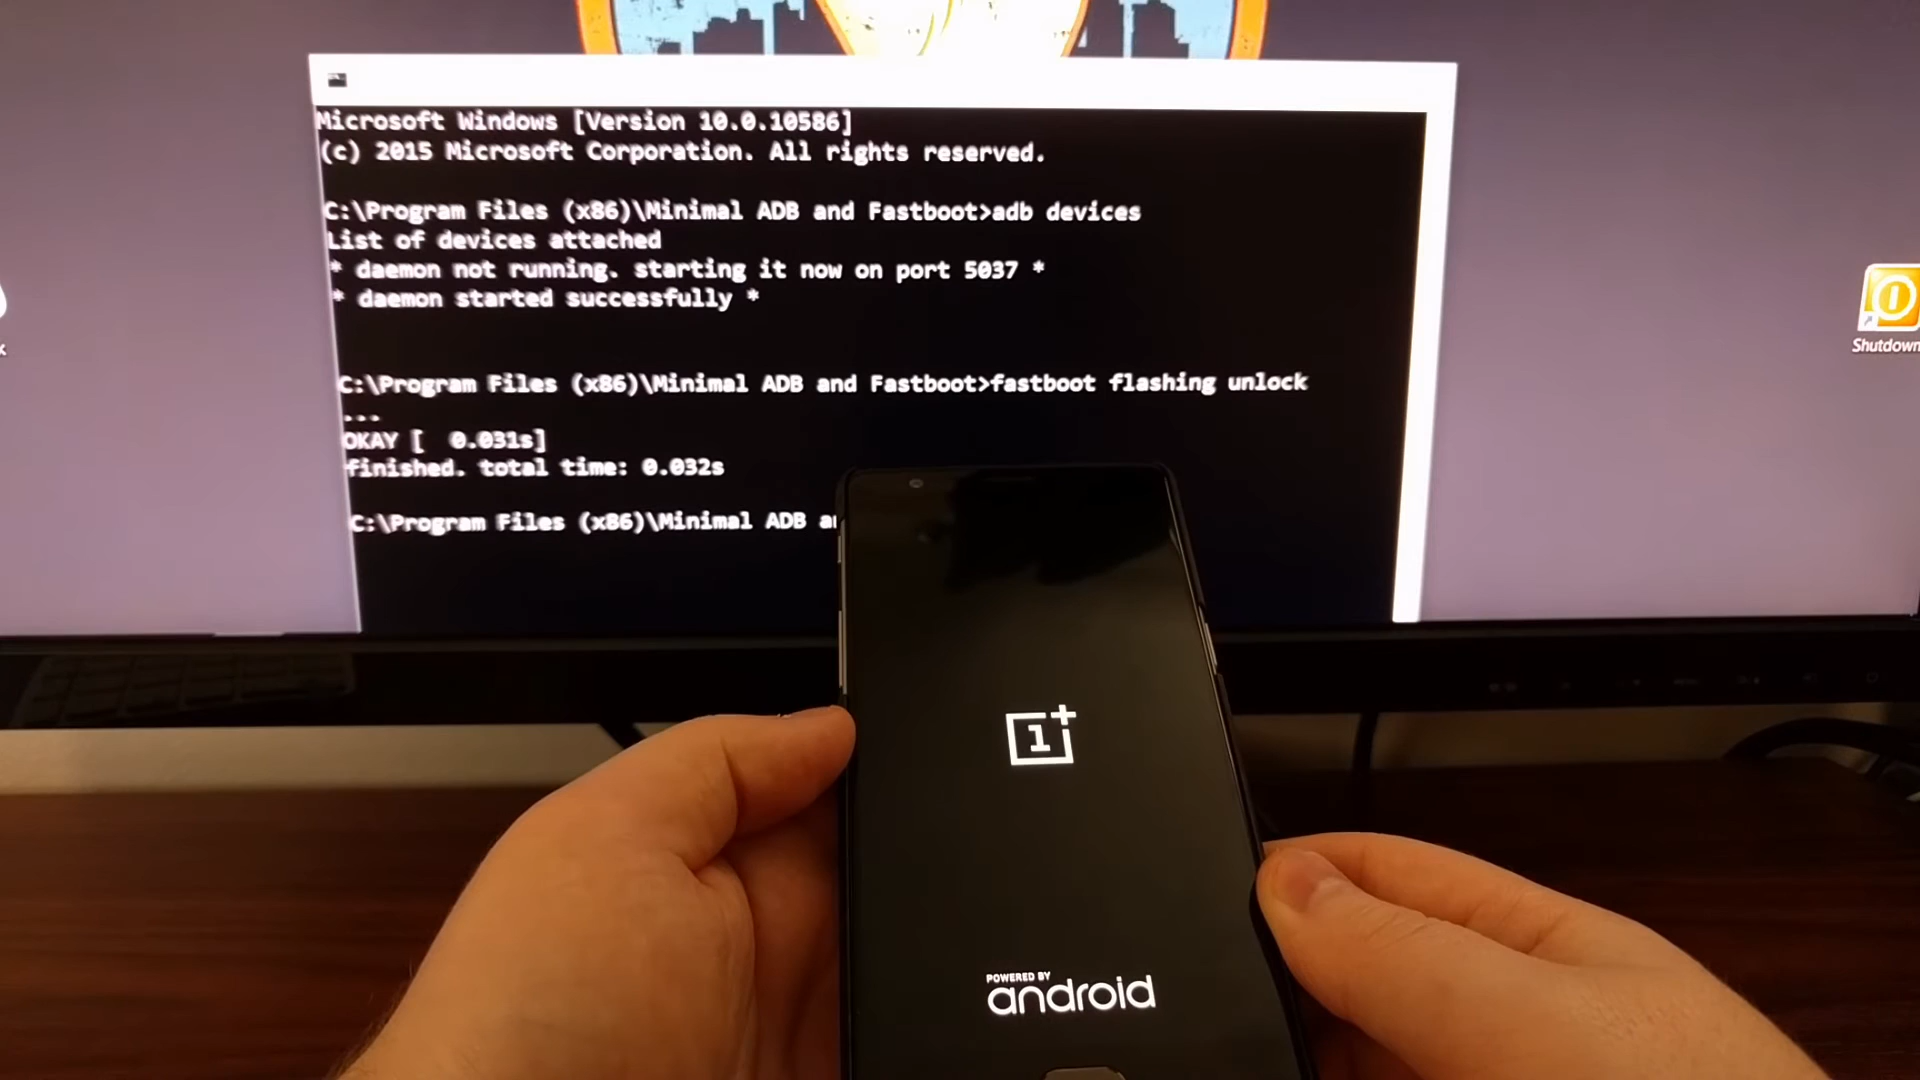 Microsoft Windows [Version 10.0.10586]
(c) 2015 Microsoft Corporation. All rights reserved.
C:\Program Files (x86)\Minimal ADB and Fastboot>adb devices
List of devices attached
* daemon not running. starting it now on port 5037 *
* daemon started successfully *
C:\Program Files (x86)\Minimal ADB and Fastboot>fastboot flashing unlock
...
OKAY [  0.031s]
finished. total time: 0.032s
C:\Program Files (x86)\Minimal ADB
Shutdown
1+
POWERED BY
android